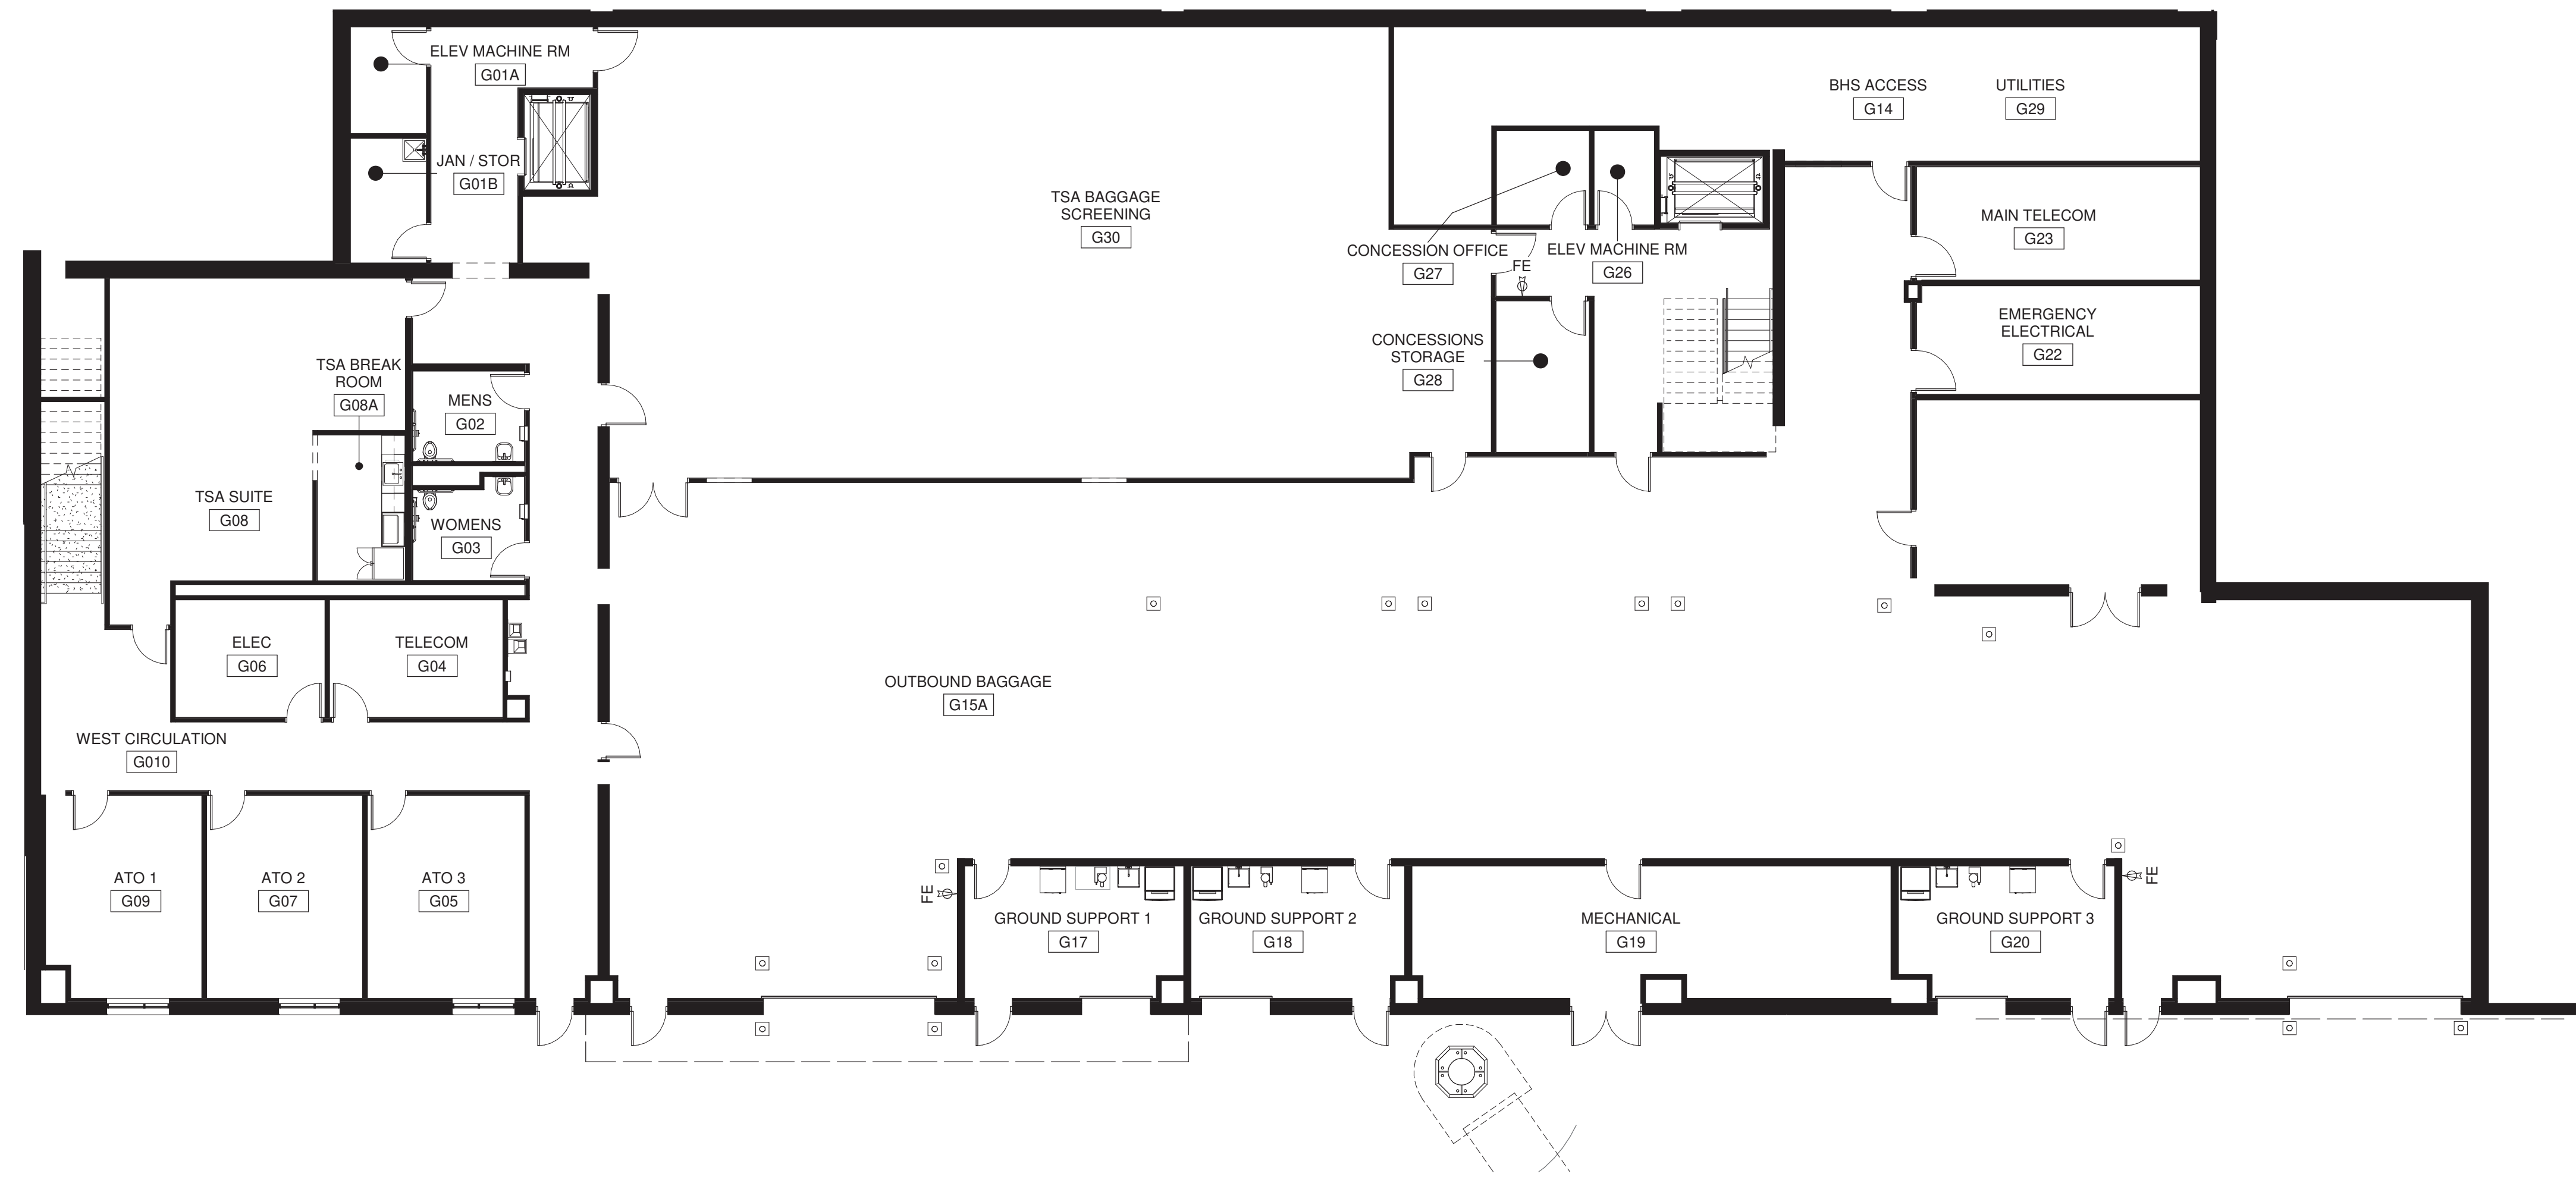 ELEV MACHINE RM
G01A
JAN / STOR
G01B
TSA BAGGAGE
SCREENING
G30
BHS ACCESS
G14
UTILITIES
G29
CONCESSION OFFICE
G27
ELEV MACHINE RM
G26
FE
MAIN TELECOM
G23
EMERGENCY
ELECTRICAL
G22
CONCESSIONS
STORAGE
G28
TSA BREAK
ROOM
G08A
MENS
G02
TSA SUITE
G08
WOMENS
G03
ELEC
G06
TELECOM
G04
OUTBOUND BAGGAGE
G15A
WEST CIRCULATION
G010
ATO 1
G09
ATO 2
G07
ATO 3
G05
FE
GROUND SUPPORT 1
G17
GROUND SUPPORT 2
G18
MECHANICAL
G19
GROUND SUPPORT 3
G20
FE